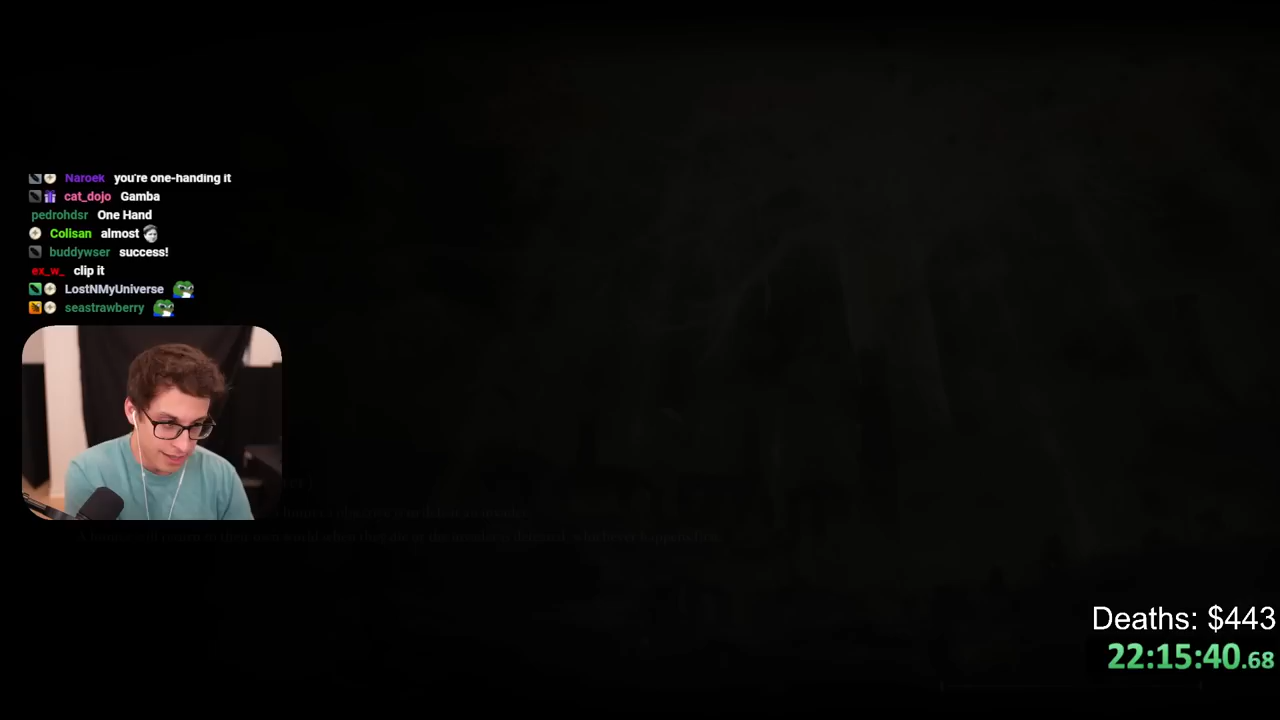 Naroek you're one-handing it
cat_dojo Gamba
pedrohdsr One Hand
Colisan almost
buddywser success!
ex_w_ clip it
LostNMyUniverse
seastrawberry
Deaths: $443
22:15:40.68